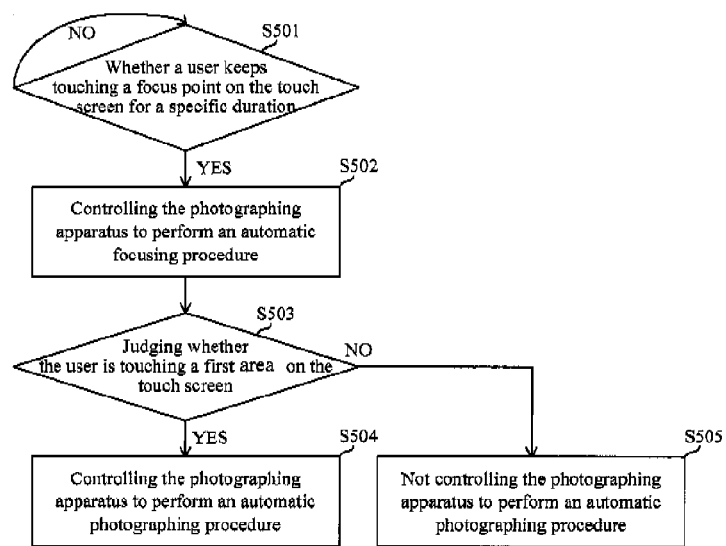 NO
S501
Whether a user keeps
touching a focus point on the touch
screen for a specific duration
YES
S502
Controlling the photographing
apparatus to perform an automatic
focusing procedure
S503
Judging whether
the user is touching a first area on the
touch screen
NO
YES
S504
Controlling the photographing
apparatus to perform an automatic
photographing procedure
S505
Not controlling the photographing
apparatus to perform an automatic
photographing procedure